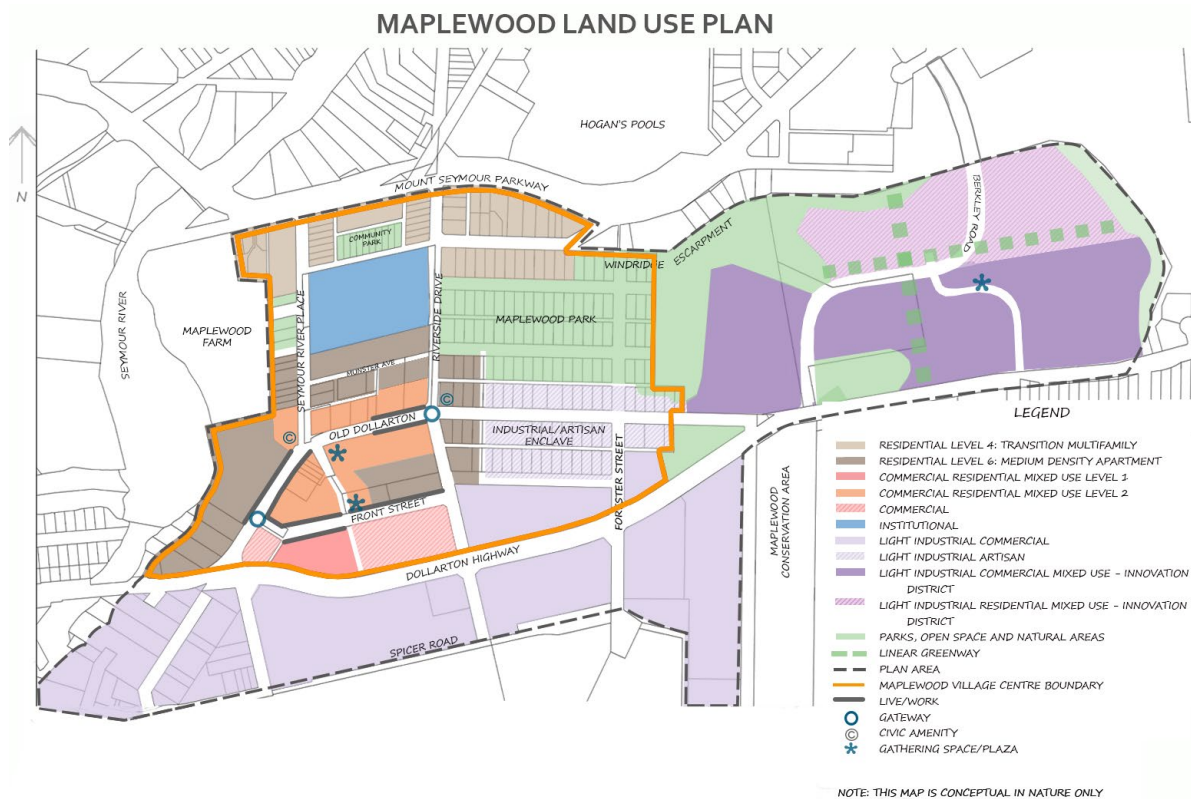 MAPLEWOOD LAND USE PLAN
HOGAN'S POOLS
N
MOUNT SEYMOUR PARKWAY
BERKLEY ROAD
COMMUNITY
PARK
ESCARPMENT
WINDRIDGE
SEYMOUR RIVER
MAPLEWOOD
FARM
SEYMOUR RIVER PLACE
RIVERSIDE DRIVE
MAPLEWOOD PARK
MUNSTER AVE
©
OLD DOLLARTON
©
INDUSTRIAL/ARTISAN
ENCLAVE
FORESTER STREET
FRONT STREET
DOLLARTON HIGHWAY
SPICER ROAD
MAPLEWOOD
CONSERVATION AREA
LEGEND
RESIDENTIAL LEVEL 4: TRANSITION MULTIFAMILY
RESIDENTIAL LEVEL 6: MEDIUM DENSITY APARTMENT
COMMERCIAL RESIDENTIAL MIXED USE LEVEL 1
COMMERCIAL RESIDENTIAL MIXED USE LEVEL 2
COMMERCIAL
INSTITUTIONAL
LIGHT INDUSTRIAL COMMERCIAL
LIGHT INDUSTRIAL ARTISAN
LIGHT INDUSTRIAL COMMERCIAL MIXED USE - INNOVATION
DISTRICT
LIGHT INDUSTRIAL RESIDENTIAL MIXED USE - INNOVATION
DISTRICT
PARKS, OPEN SPACE AND NATURAL AREAS
LINEAR GREENWAY
PLAN AREA
MAPLEWOOD VILLAGE CENTRE BOUNDARY
LIVE/WORK
GATEWAY
© CIVIC AMENITY
GATHERING SPACE/PLAZA
NOTE: THIS MAP IS CONCEPTUAL IN NATURE ONLY